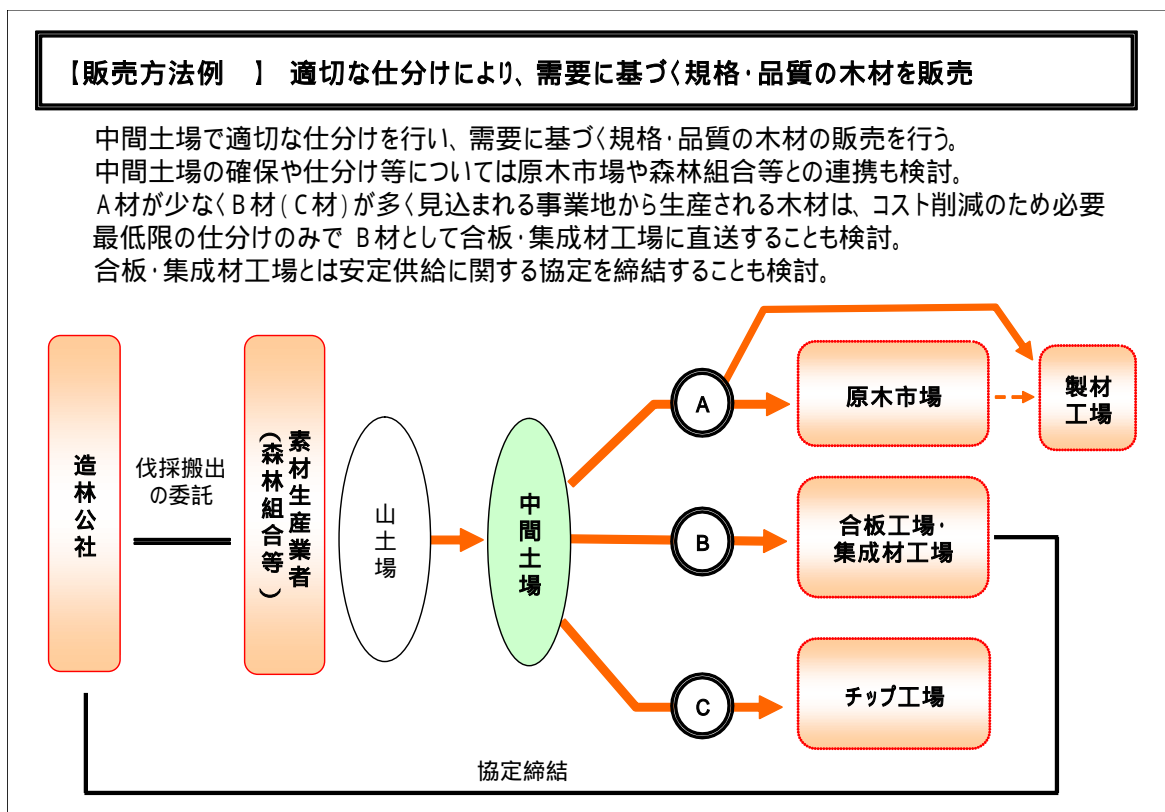 【販売方法例　】 適切な仕分けにより、需要に基づく規格・品質の木材を販売
中間土場で適切な仕分けを行い、需要に基づく規格・品質の木材の販売を行う。
中間土場の確保や仕分け等については原木市場や森林組合等との連携も検討。
A材が少なくB材(C材)が多く見込まれる事業地から生産される木材は、コスト削減のため必要
最低限の仕分けのみで B材として合板・集成材工場に直送することも検討。
合板・集成材工場とは安定供給に関する協定を締結することも検討。
造林公社
伐採搬出
の委託
素材生産業者
(森林組合等)
山土場
中間土場
A
原木市場
製材
工場
B
合板工場・
集成材工場
C
チップ工場
協定締結